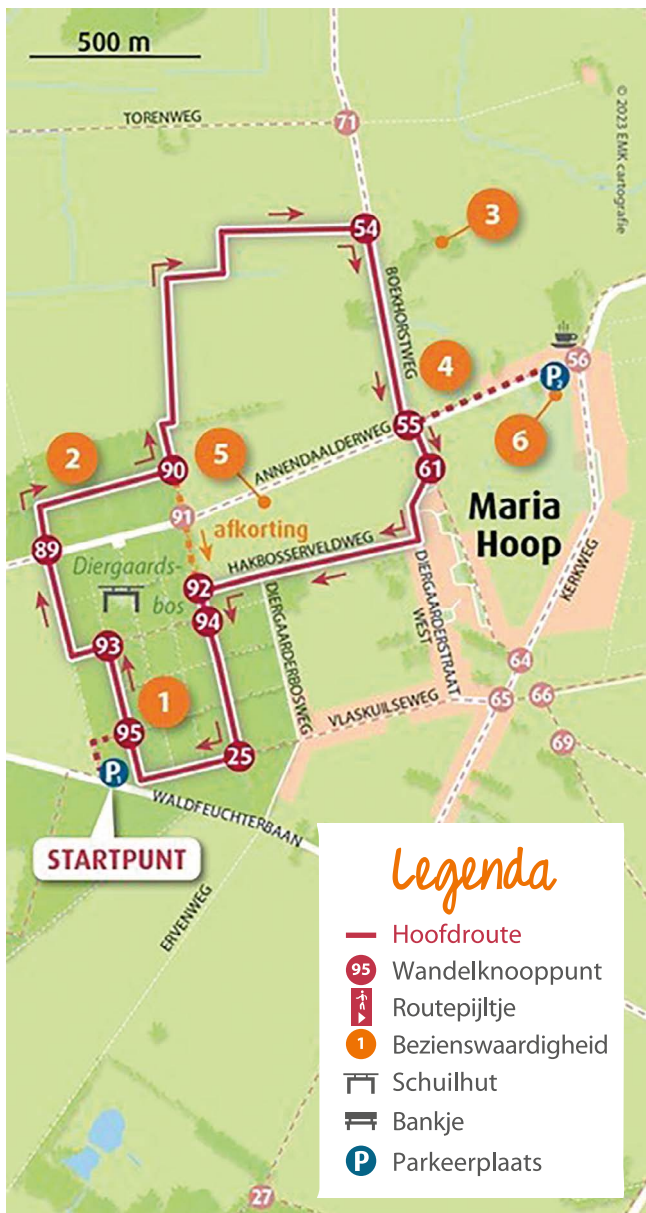 500 m
© 2023 EMK cartografie
TORENWEG
71
54
3
BOEKHORSTWEG
4
56
P2
55
6
2
5
ANNENDAALDERWEG
90
61
Maria
Hoop
91
afkorting
89
HAKBOSSERVELDWEG
Diergaards-
bos
92
DIERGAARDERBOSWEG
DIERGAARDERSTRAAT
WEST
KERKWEG
94
93
64
1
VLASKUILSEWEG
65
66
95
25
69
P1
WALDFEUCHTERBAAN
STARTPUNT
ERVENWEG
27
Legenda
Hoofdroute
95 Wandelknooppunt
Routepijltje
1 Bezienswaardigheid
Schuilhut
Bankje
P Parkeerplaats